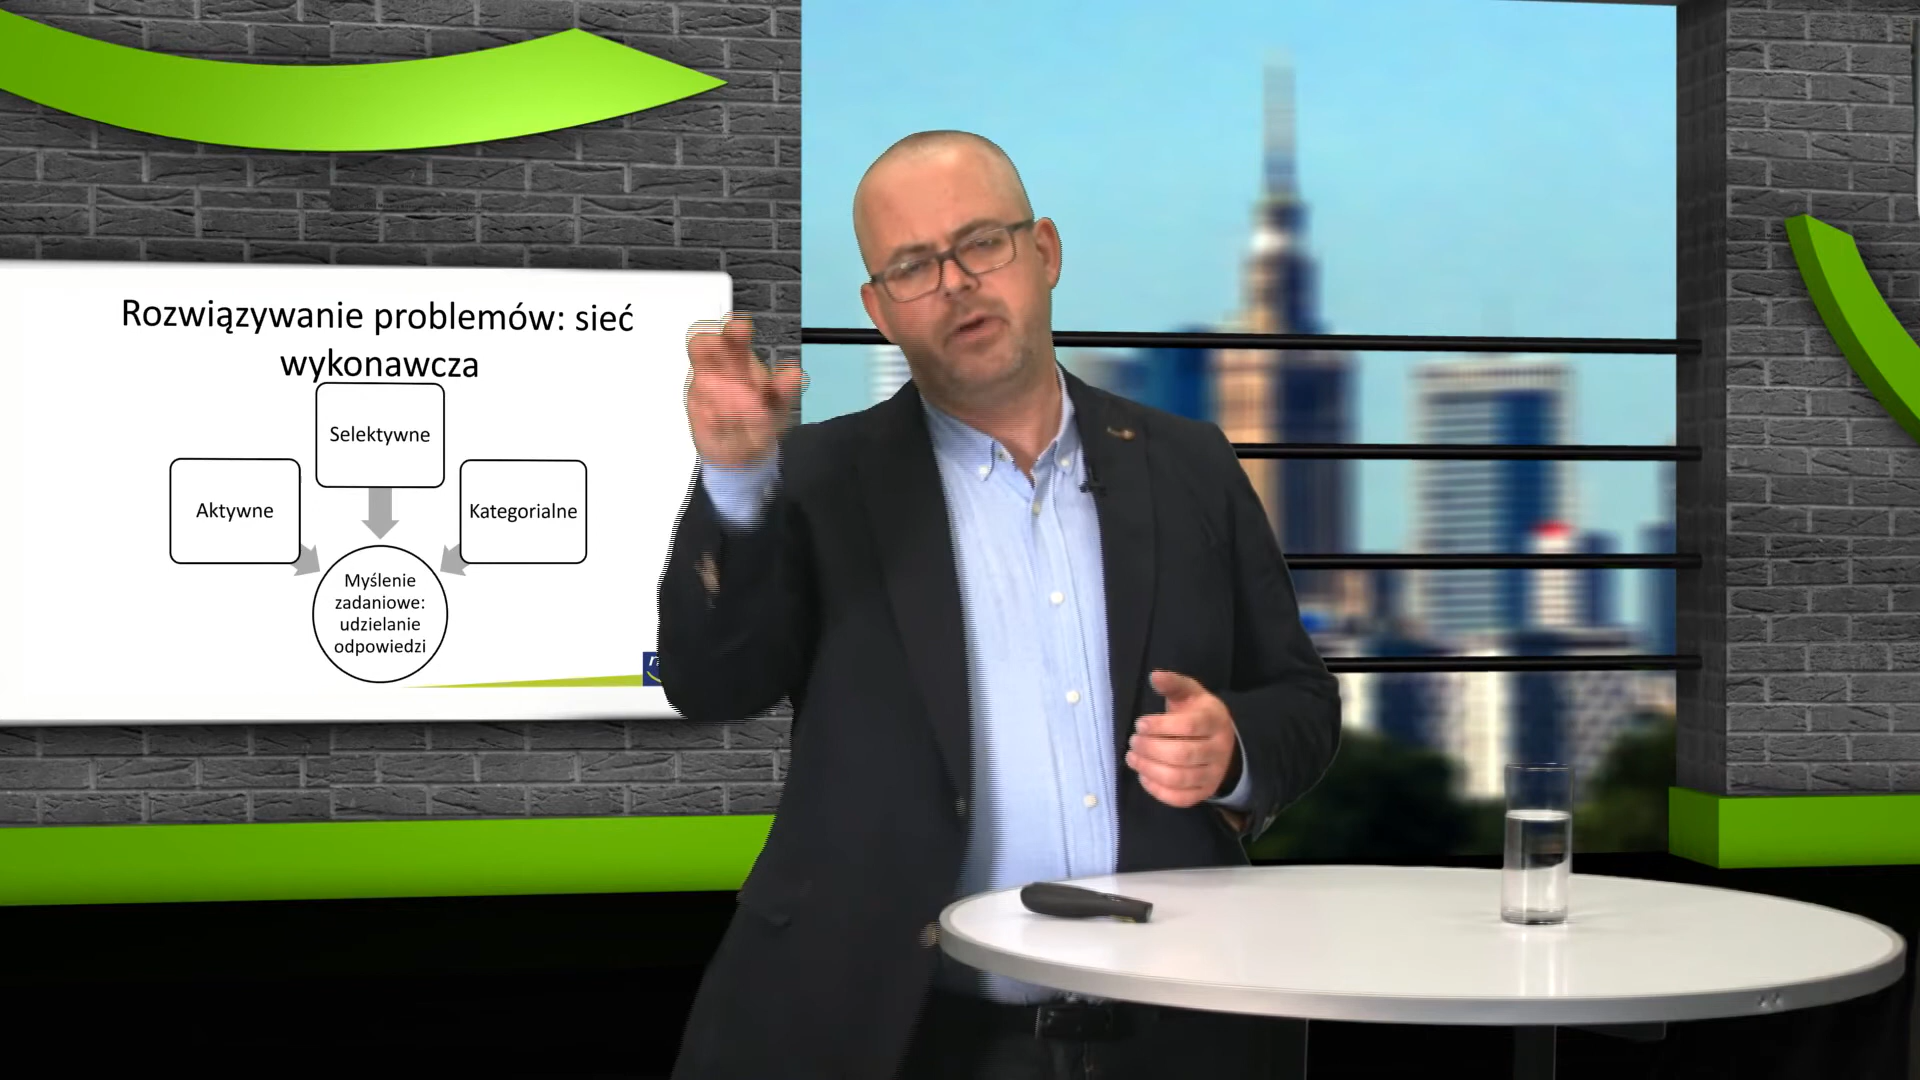 Rozwiązywanie problemów: sieć
wykonawcza
Selektywne
Aktywne
Kategorialne
Myślenie
zadaniowe:
udzielanie
odpowiedzi